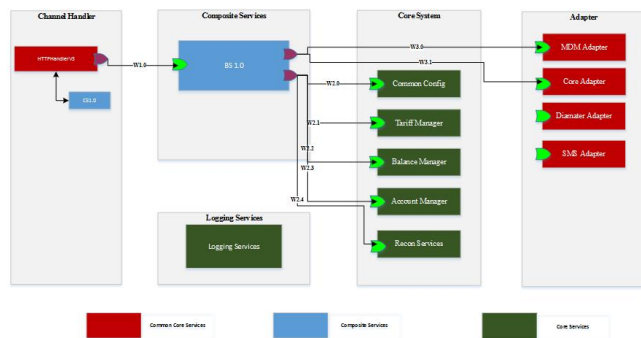 Channel Handler
Composite Services
Core System
Adapter
HTTPHandlerV3
CS1.0
W1.0
BS 1.0
W3.0
W3.1
W2.0
W2.1
W2.2
W2.3
W2.4
Common Config
Tariff Manager
Balance Manager
Account Manager
Recon Services
MDM Adapter
Core Adapter
Diamater Adapter
SMS Adapter
Logging Services
Logging Services
Common Core Services
Composite Services
Core Services